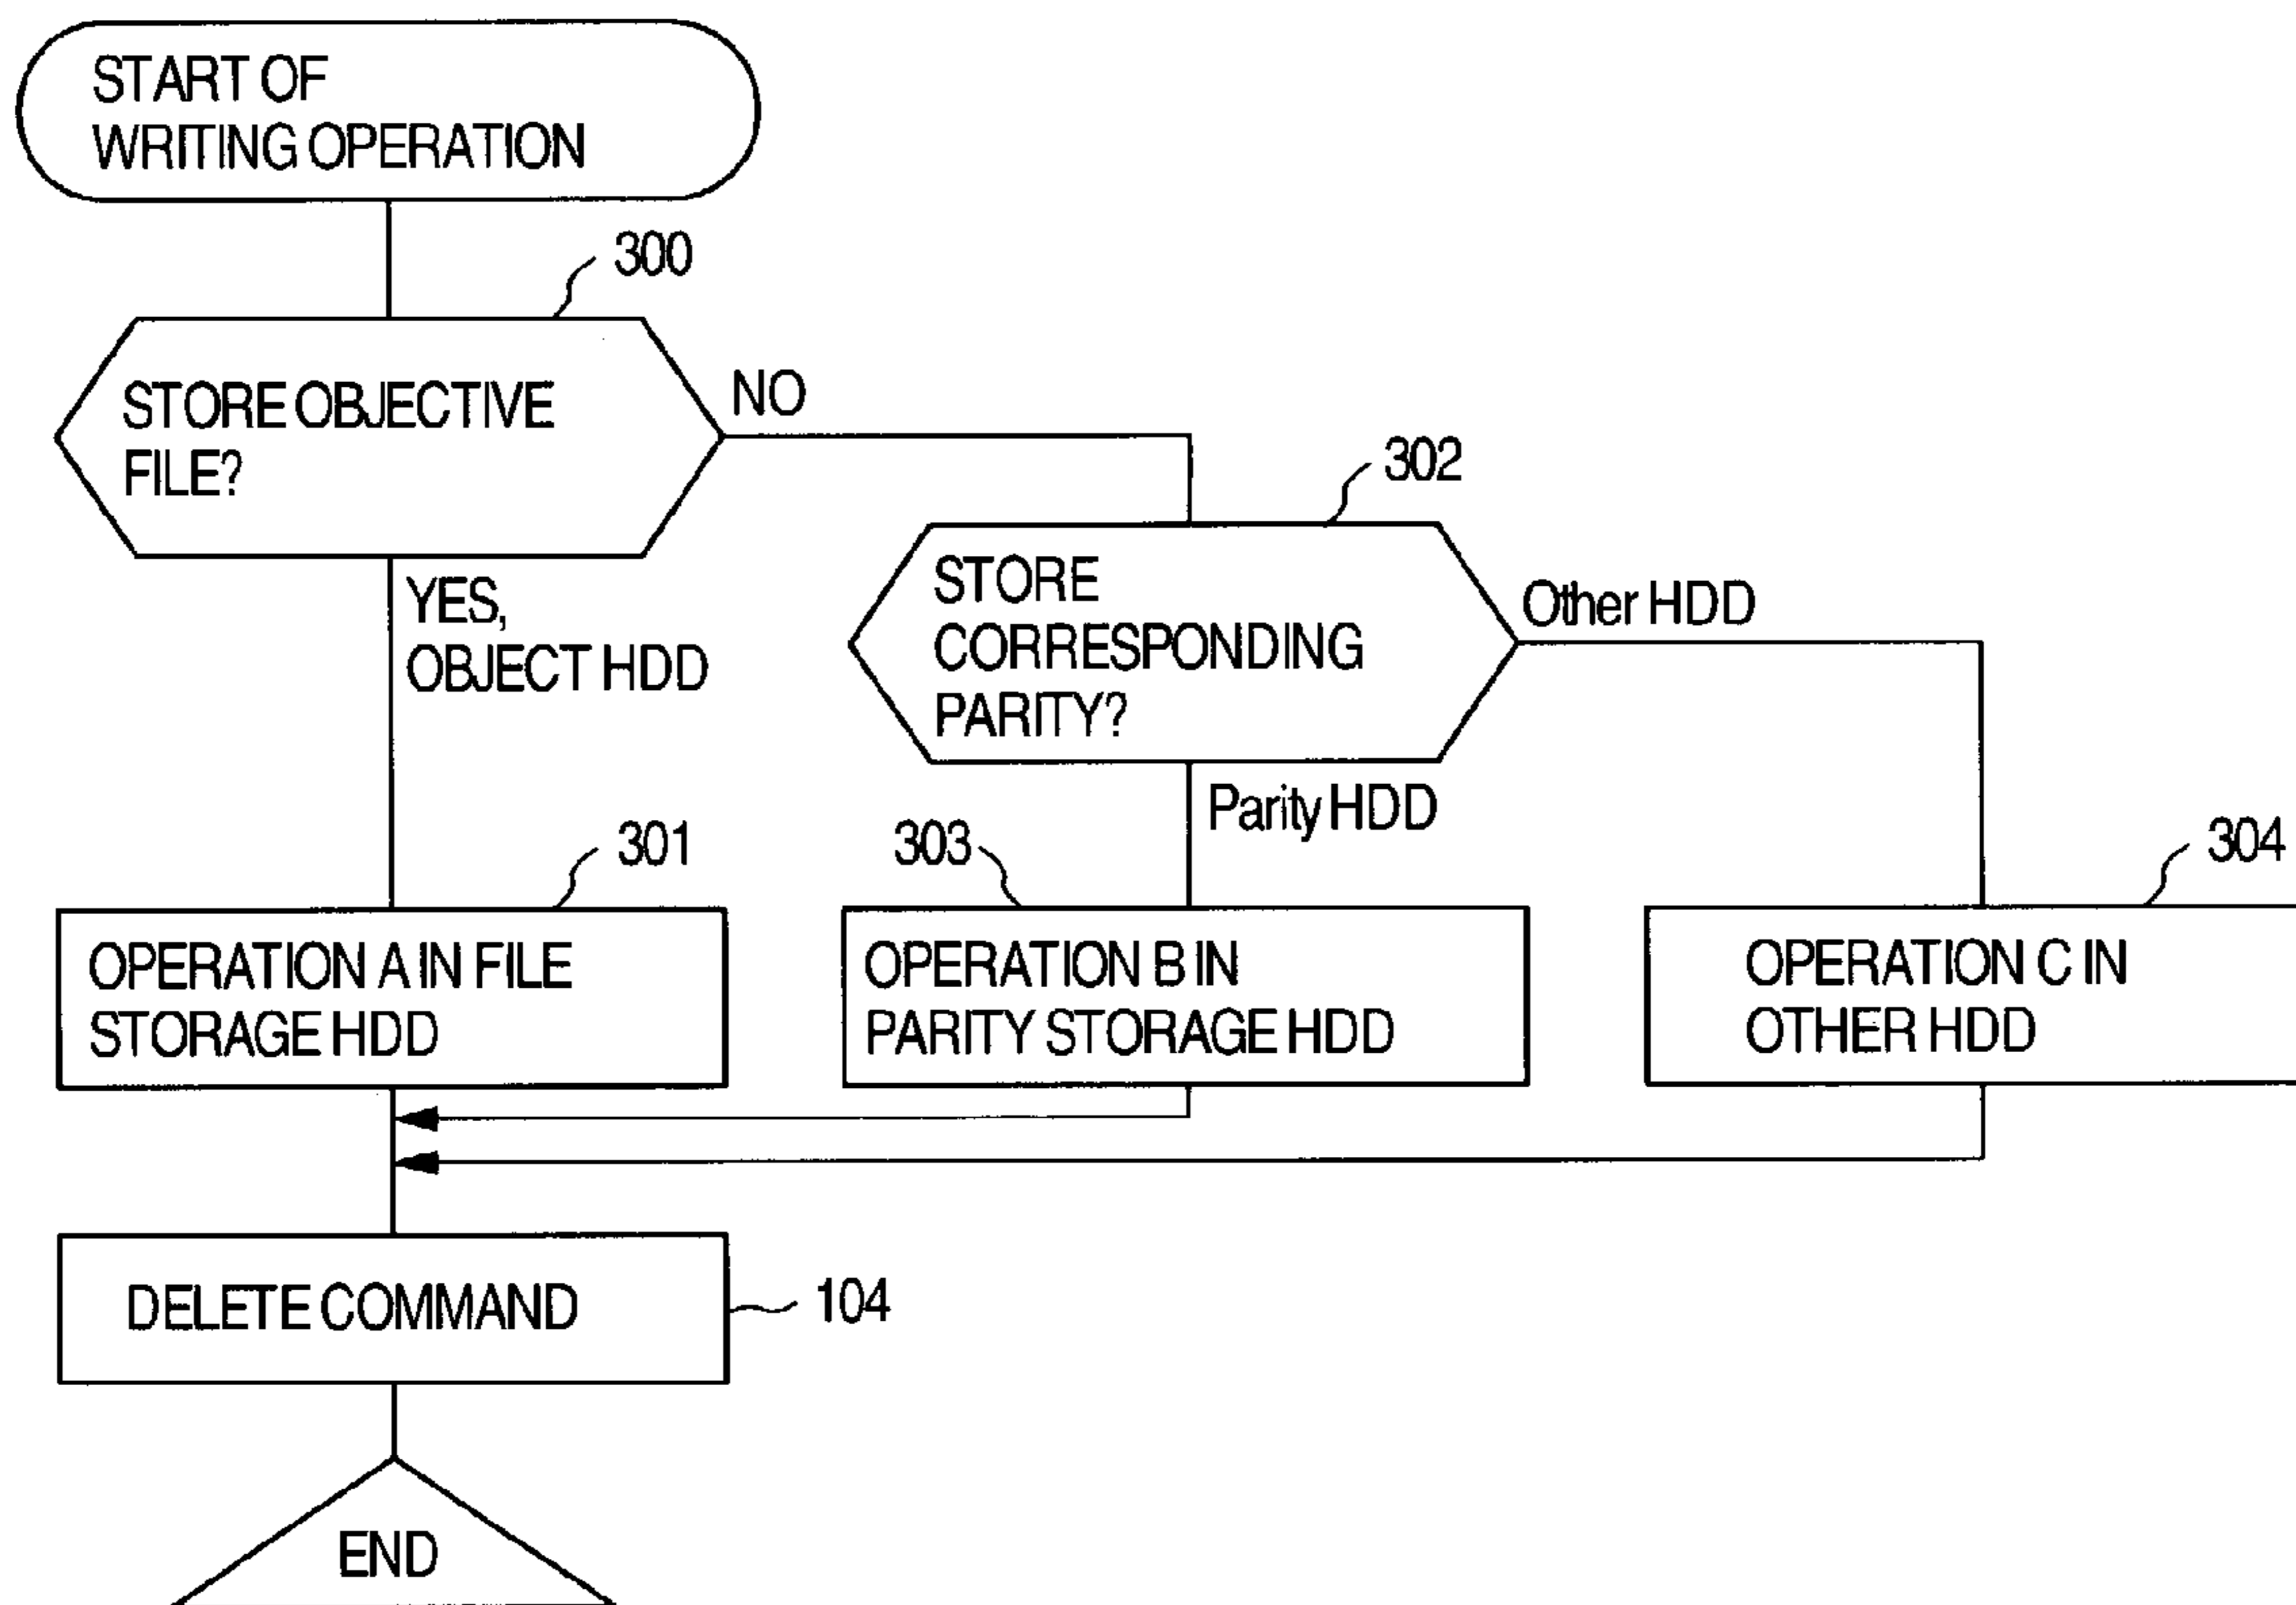 START OF
WRITING OPERATION
300
STORE OBJECTIVE
FILE?
NO
302
YES,
OBJECT HDD
STORE
CORRESPONDING
PARITY?
Other HDD
Parity HDD
301
303
304
OPERATION A IN FILE
STORAGE HDD
OPERATION B IN
PARITY STORAGE HDD
OPERATION C IN
OTHER HDD
DELETE COMMAND
104
END